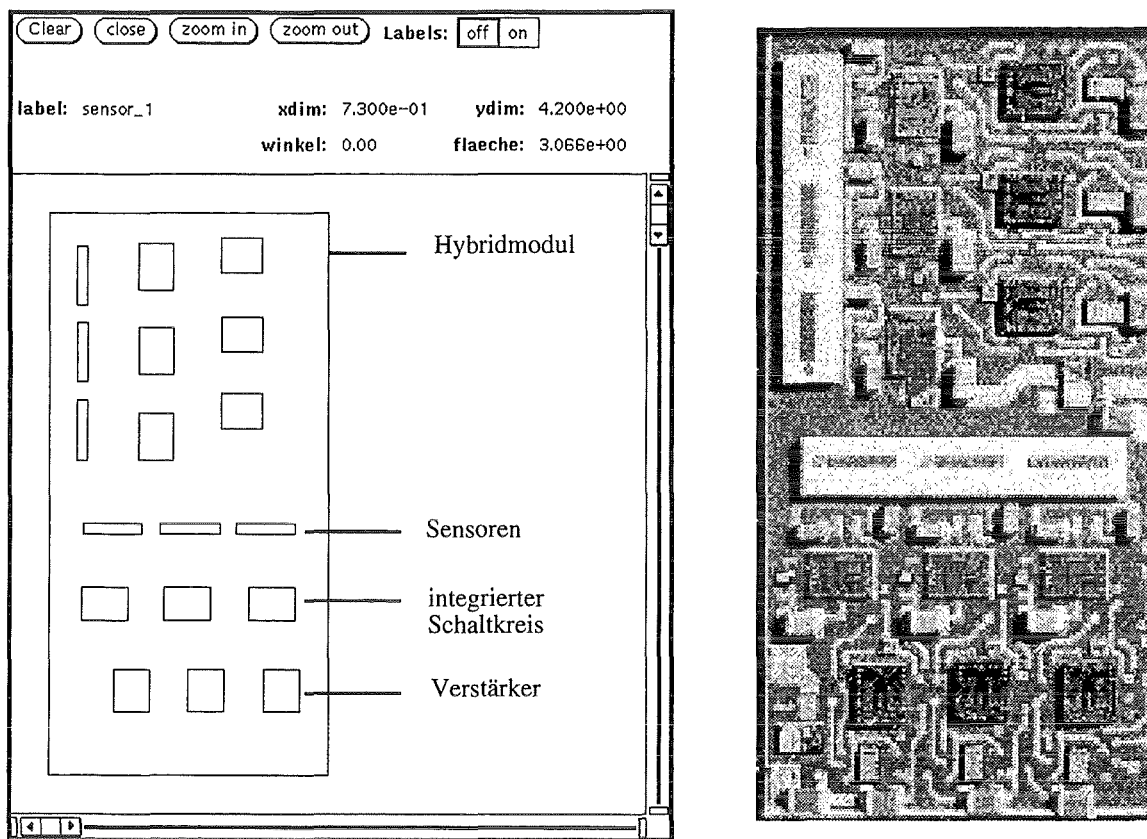 Clear close zoom in zoom out Labels: off on
label: sensor_1 xdim: 7.300e-01 ydim: 4.200e+00
winkel: 0.00 flaeche: 3.066e+00
Hybridmodul
Sensoren
integrierter
Schaltkreis
Verstärker